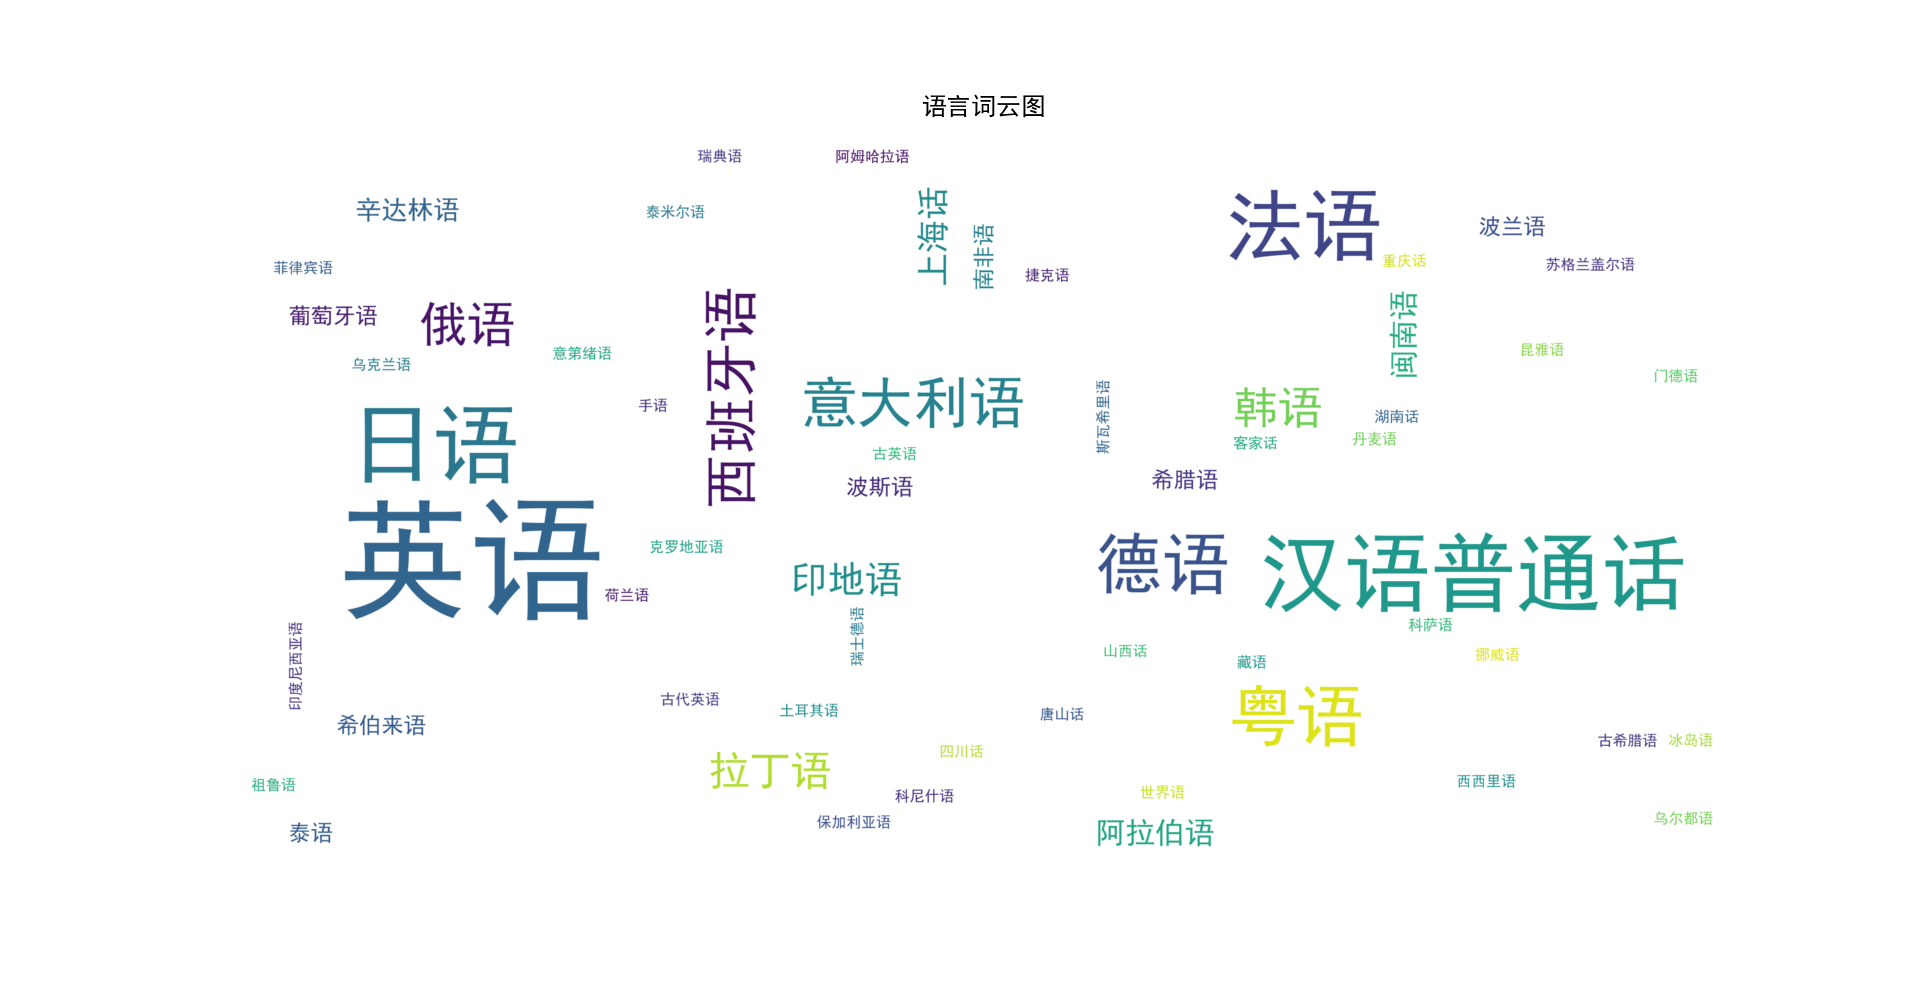 语言词云图
瑞典语
阿姆哈拉语
辛达林语
泰米尔语
上海话
南非语
法语
波兰语
菲律宾语
捷克语
重庆话
苏格兰盖尔语
葡萄牙语
俄语
西班牙语
闽南语
乌克兰语
意第绪语
昆雅语
门德语
日语
手语
意大利语
斯瓦希里语
韩语
湖南话
客家话
丹麦语
古英语
波斯语
希腊语
英语
克罗地亚语
荷兰语
印地语
德语
汉语普通话
瑞士德语
科萨语
印度尼西亚语
山西话
藏语
挪威语
古代英语
土耳其语
唐山话
粤语
希伯来语
拉丁语
四川话
古希腊语
冰岛语
祖鲁语
科尼什语
世界语
西西里语
泰语
保加利亚语
阿拉伯语
乌尔都语